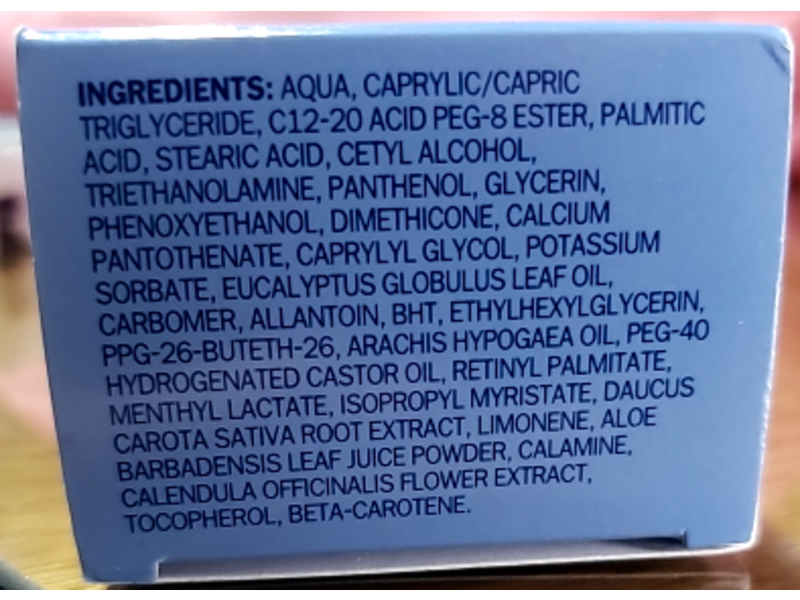 INGREDIENTS: AQUA, CAPRYLIC/CAPRIC
TRIGLYCERIDE, C12-20 ACID PEG-8 ESTER, PALMITIC
ACID, STEARIC ACID, CETYL ALCOHOL,
TRIETHANOLAMINE, PANTHENOL, GLYCERIN,
PHENOXYETHANOL, DIMETHICONE, CALCIUM
PANTOTHENATE, CAPRYLYL GLYCOL, POTASSIUM
SORBATE, EUCALYPTUS GLOBULUS LEAF OIL,
CARBOMER, ALLANTOIN, BHT, ETHYLHEXYLGLYCERIN,
PPG-26-BUTETH-26, ARACHIS HYPOGAEA OIL, PEG-40
HYDROGENATED CASTOR OIL, RETINYL PALMITATE,
MENTHYL LACTATE, ISOPROPYL MYRISTATE, DAUCUS
CAROTA SATIVA ROOT EXTRACT, LIMONENE, ALOE
BARBADENSIS LEAF JUICE POWDER, CALAMINE,
CALENDULA OFFICINALIS FLOWER EXTRACT,
TOCOPHEROL, BETA-CAROTENE.